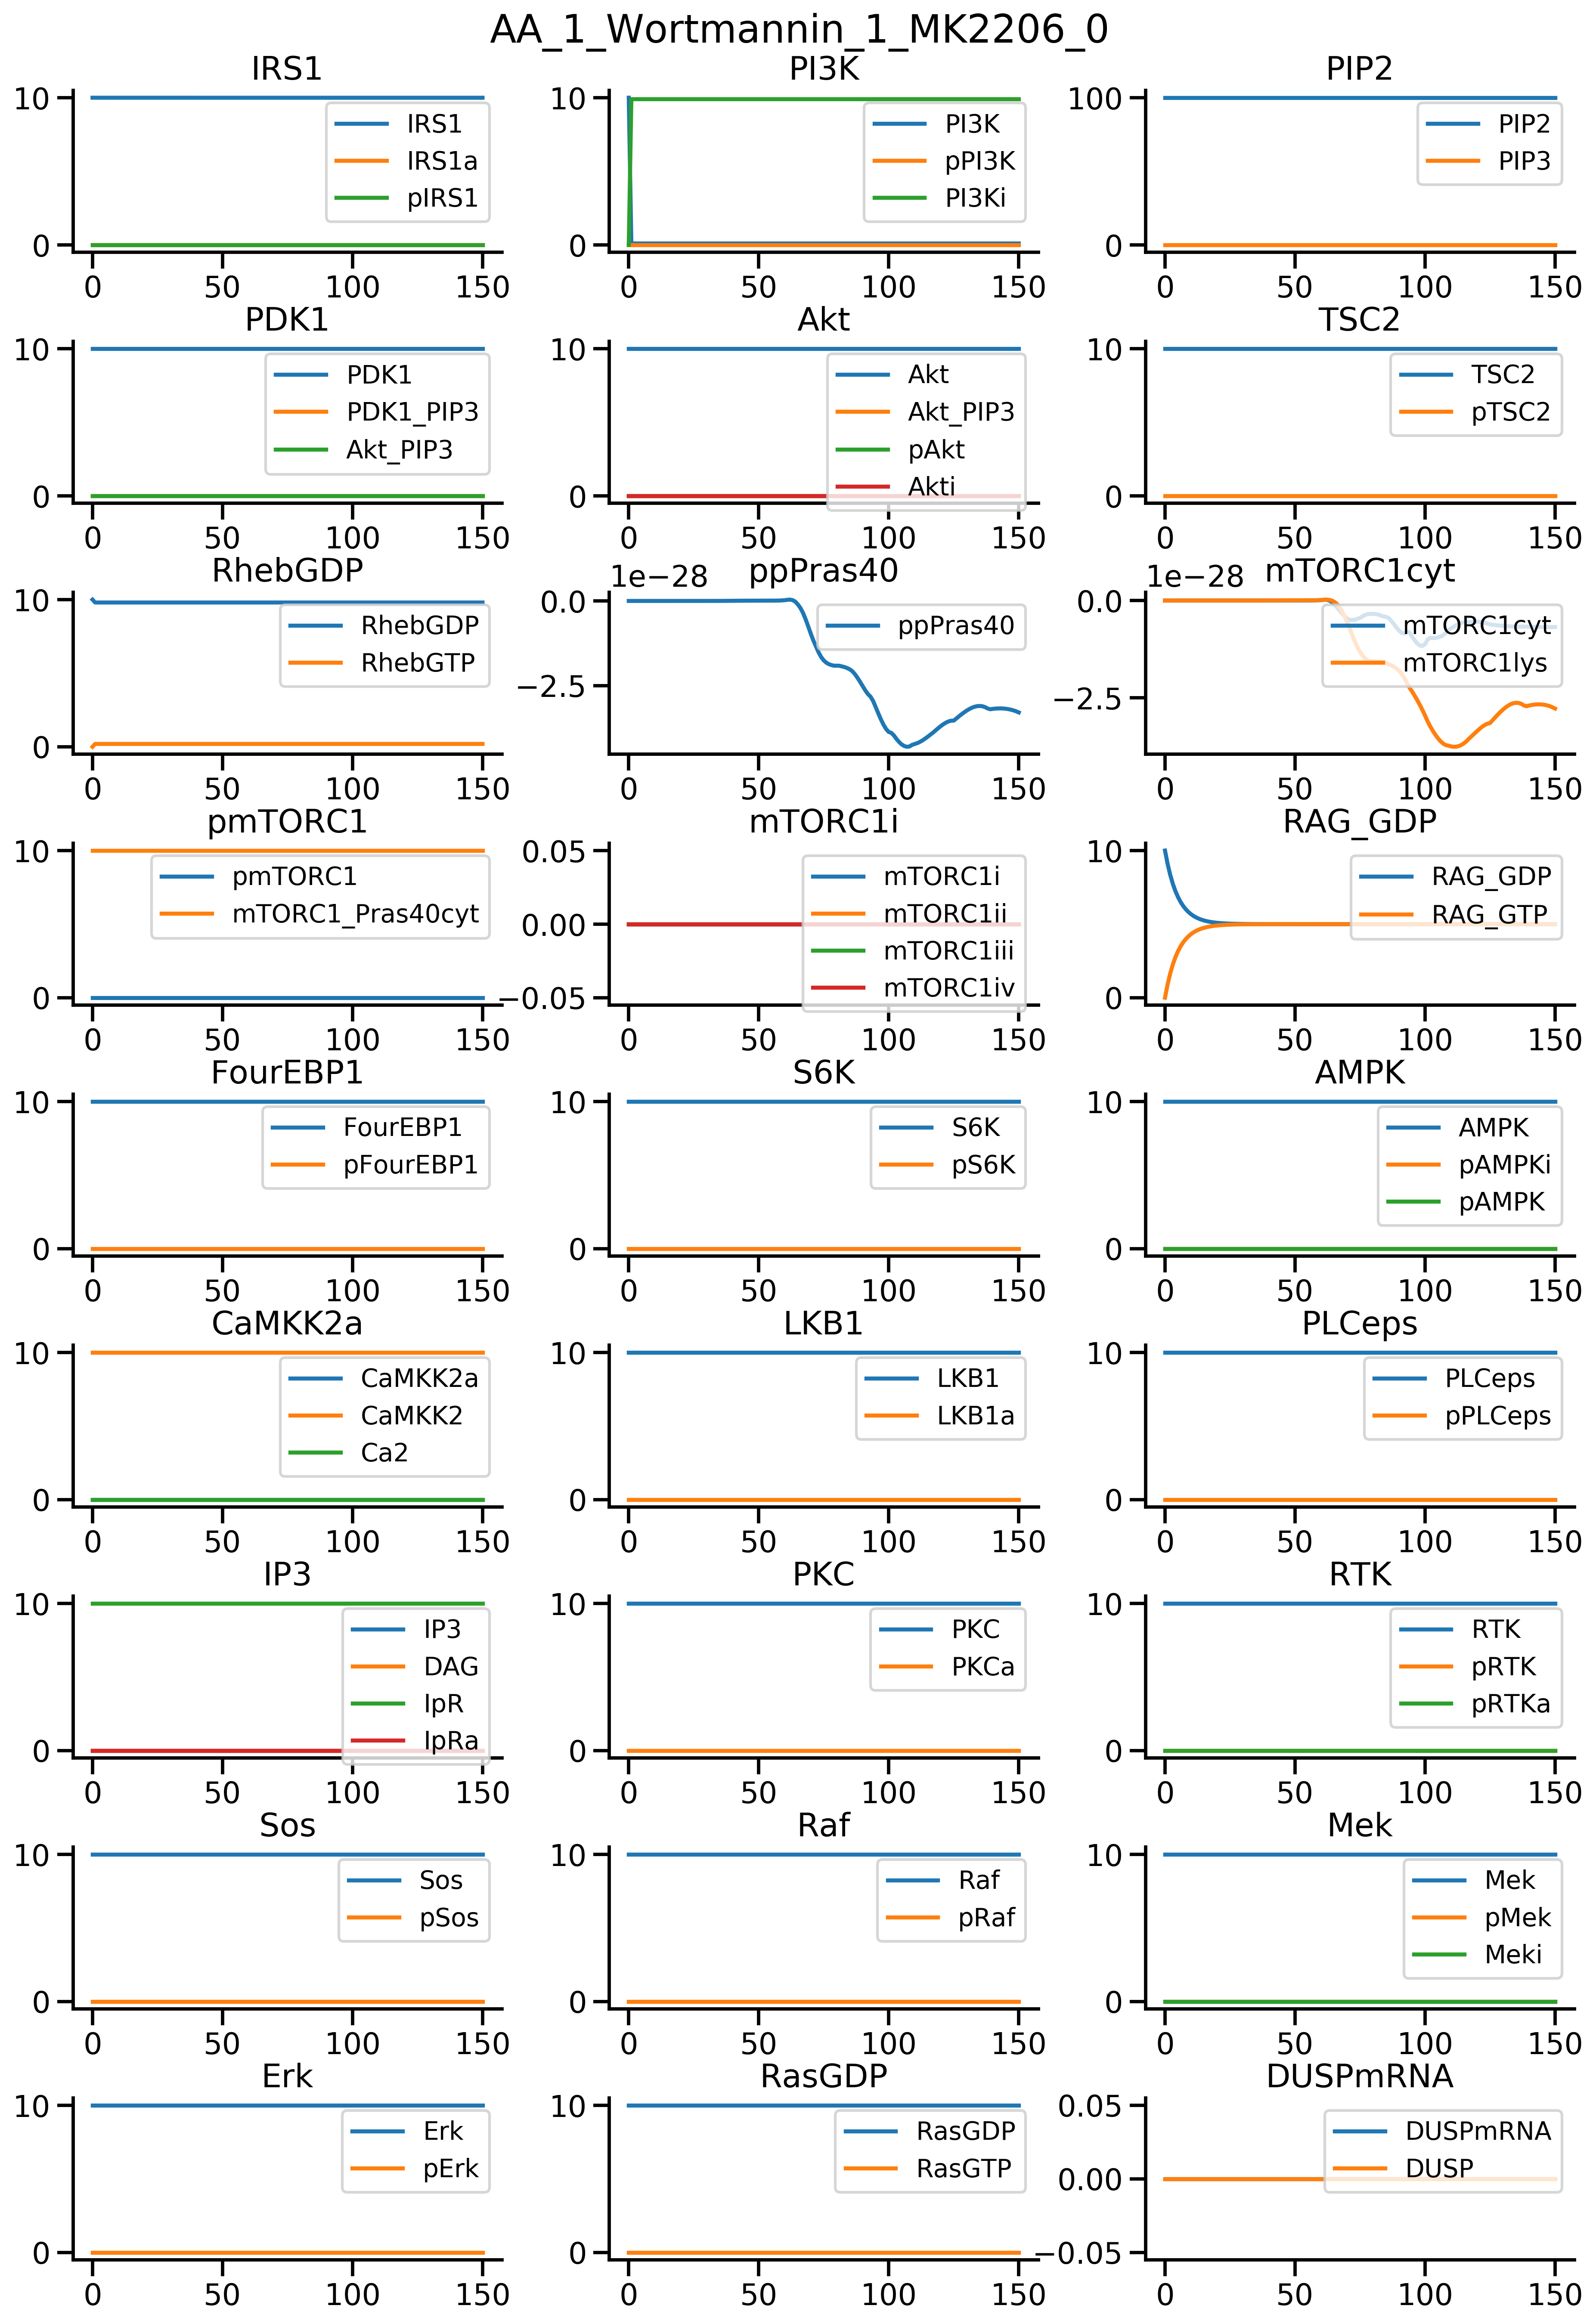 AA_1_Wortmannin_1_MK2206_0
IRS1
10
0
IRS1
IRS1a
pIRS1
0 50 100 150
PI3K
10
0
PI3K
pPI3K
PI3Ki
0 50 100 150
PIP2
100
0
PIP2
PIP3
0 50 100 150
PDK1
10
0
PDK1
PDK1_PIP3
Akt_PIP3
0 50 100 150
Akt
10
0
Akt
Akt_PIP3
pAkt
Akti
0 50 100 150
TSC2
10
0
TSC2
pTSC2
0 50 100 150
RhebGDP
10
0
RhebGDP
RhebGTP
0 50 100 150
1e−28 ppPras40
0.0
−2.5
ppPras40
0 50 100 150
1e−28 mTORC1cyt
0.0
−2.5
mTORC1cyt
mTORC1lys
0 50 100 150
pmTORC1
10
0
pmTORC1
mTORC1_Pras40cyt
0 50 100 150
mTORC1i
0.05
0.00
−0.05
mTORC1i
mTORC1ii
mTORC1iii
mTORC1iv
0 50 100 150
RAG_GDP
10
0
RAG_GDP
RAG_GTP
0 50 100 150
FourEBP1
10
0
FourEBP1
pFourEBP1
0 50 100 150
S6K
10
0
S6K
pS6K
0 50 100 150
AMPK
10
0
AMPK
pAMPKi
pAMPK
0 50 100 150
CaMKK2a
10
0
CaMKK2a
CaMKK2
Ca2
0 50 100 150
LKB1
10
0
LKB1
LKB1a
0 50 100 150
PLCeps
10
0
PLCeps
pPLCeps
0 50 100 150
IP3
10
0
IP3
DAG
IpR
IpRa
0 50 100 150
PKC
10
0
PKC
PKCa
0 50 100 150
RTK
10
0
RTK
pRTK
pRTKa
0 50 100 150
Sos
10
0
Sos
pSos
0 50 100 150
Raf
10
0
Raf
pRaf
0 50 100 150
Mek
10
0
Mek
pMek
Meki
0 50 100 150
Erk
10
0
Erk
pErk
0 50 100 150
RasGDP
10
0
RasGDP
RasGTP
0 50 100 150
DUSPmRNA
0.05
0.00
−0.05
DUSPmRNA
DUSP
0 50 100 150